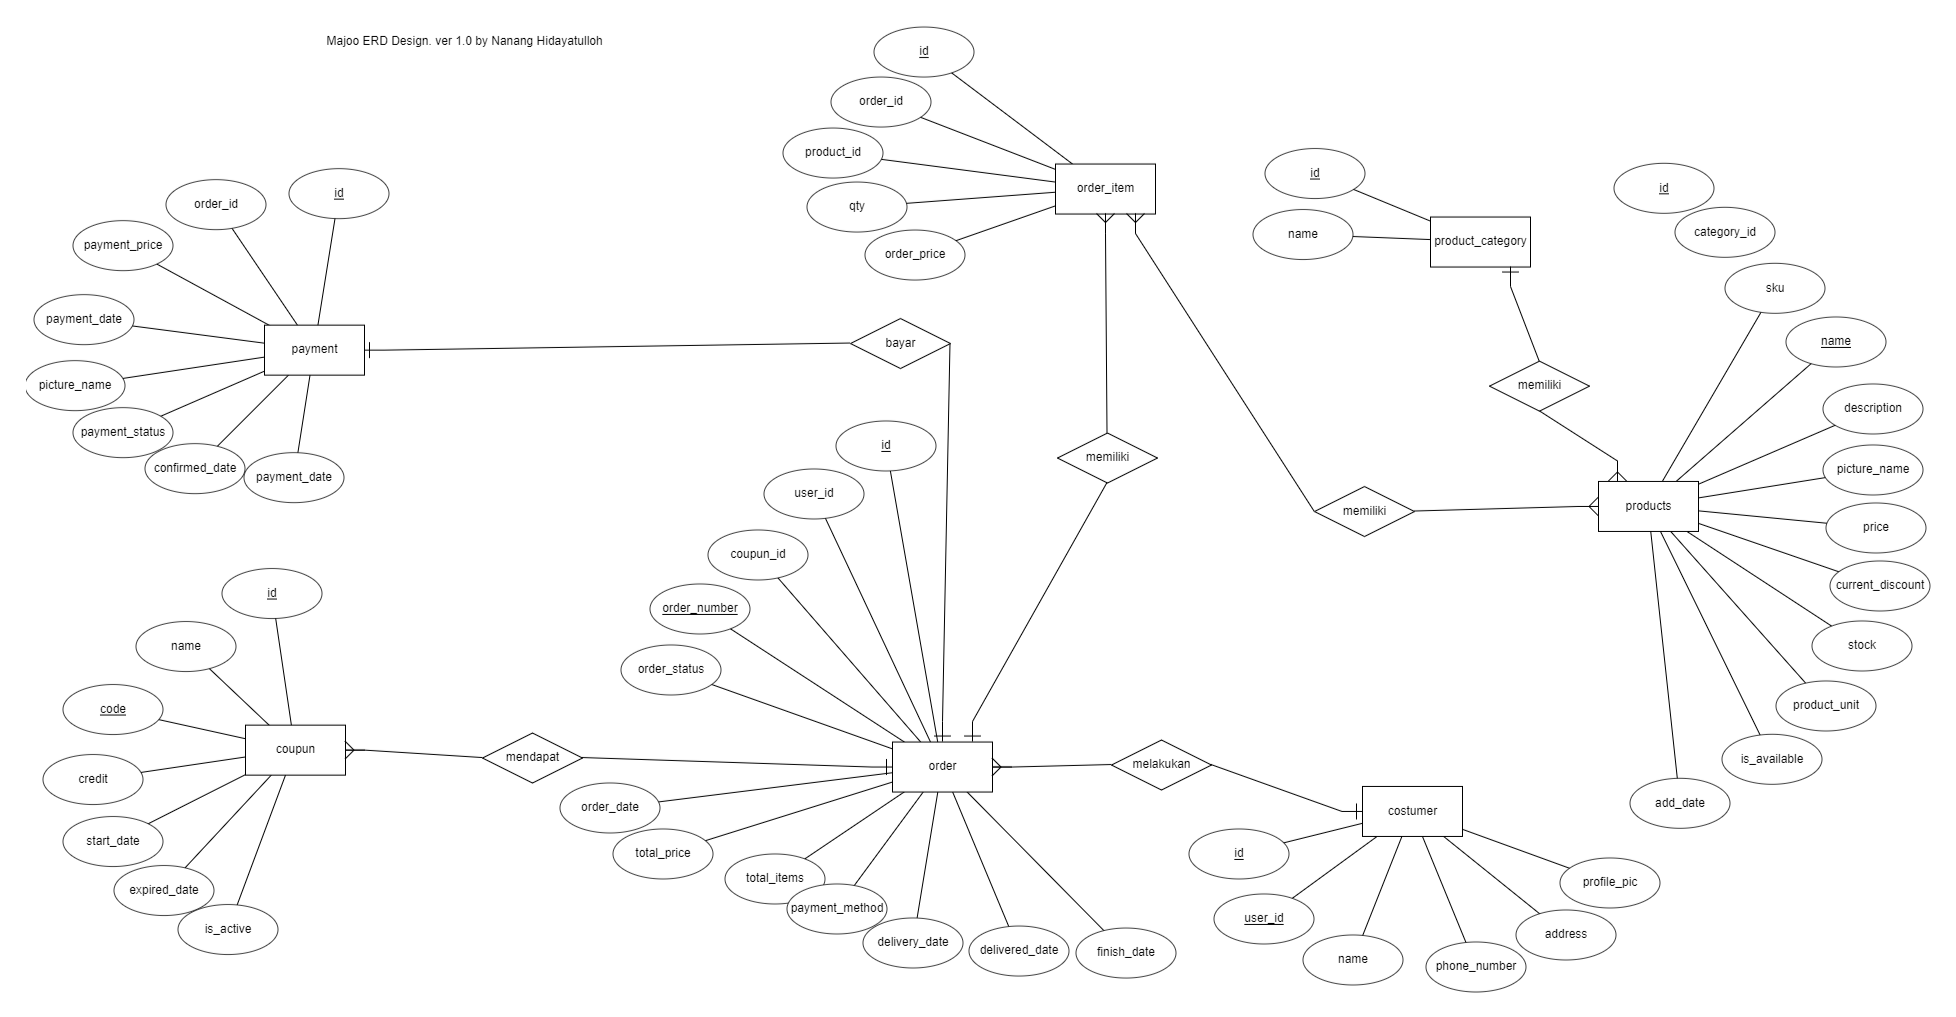 Majoo ERD Design. ver 1.0 by Nanang Hidayatulloh
id
order_id
product_id
qty
order_price
order_item
id
name
product_category
memiliki
id
category_id
sku
name
description
picture_name
price
current_discount
stock
product_unit
is_available
add_date
products
memiliki
memiliki
id
order_id
payment_price
payment_date
picture_name
payment_status
confirmed_date
payment_date
payment
bayar
id
user_id
coupun_id
order_number
order_status
order
order_date
total_price
total_items
payment_method
delivery_date
delivered_date
finish_date
id
name
code
credit
start_date
expired_date
is_active
coupun
mendapat
melakukan
costumer
id
user_id
name
phone_number
address
profile_pic